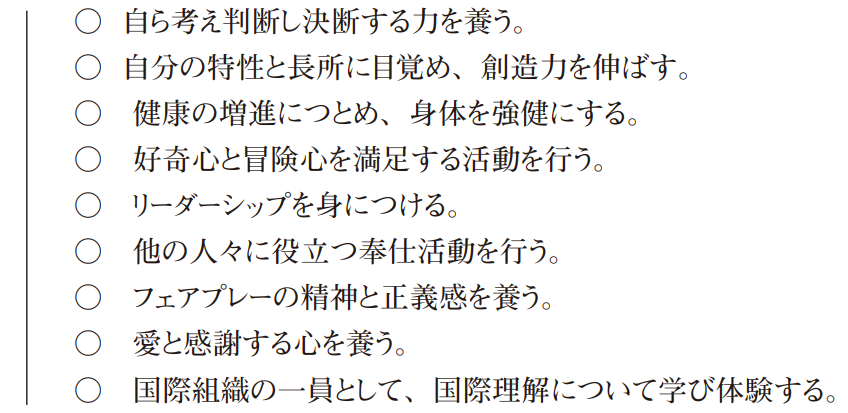 ○ 自ら考え判断し決断する力を養う。
○ 自分の特性と長所に目覚め、創造力を伸ばす。
○ 健康の増進につとめ、身体を強健にする。
○ 好奇心と冒険心を満足する活動を行う。
○ リーダーシップを身につける。
○ 他の人々に役立つ奉仕活動を行う。
○ フェアプレーの精神と正義感を養う。
○ 愛と感謝する心を養う。
○ 国際組織の一員として、国際理解について学び体験する。